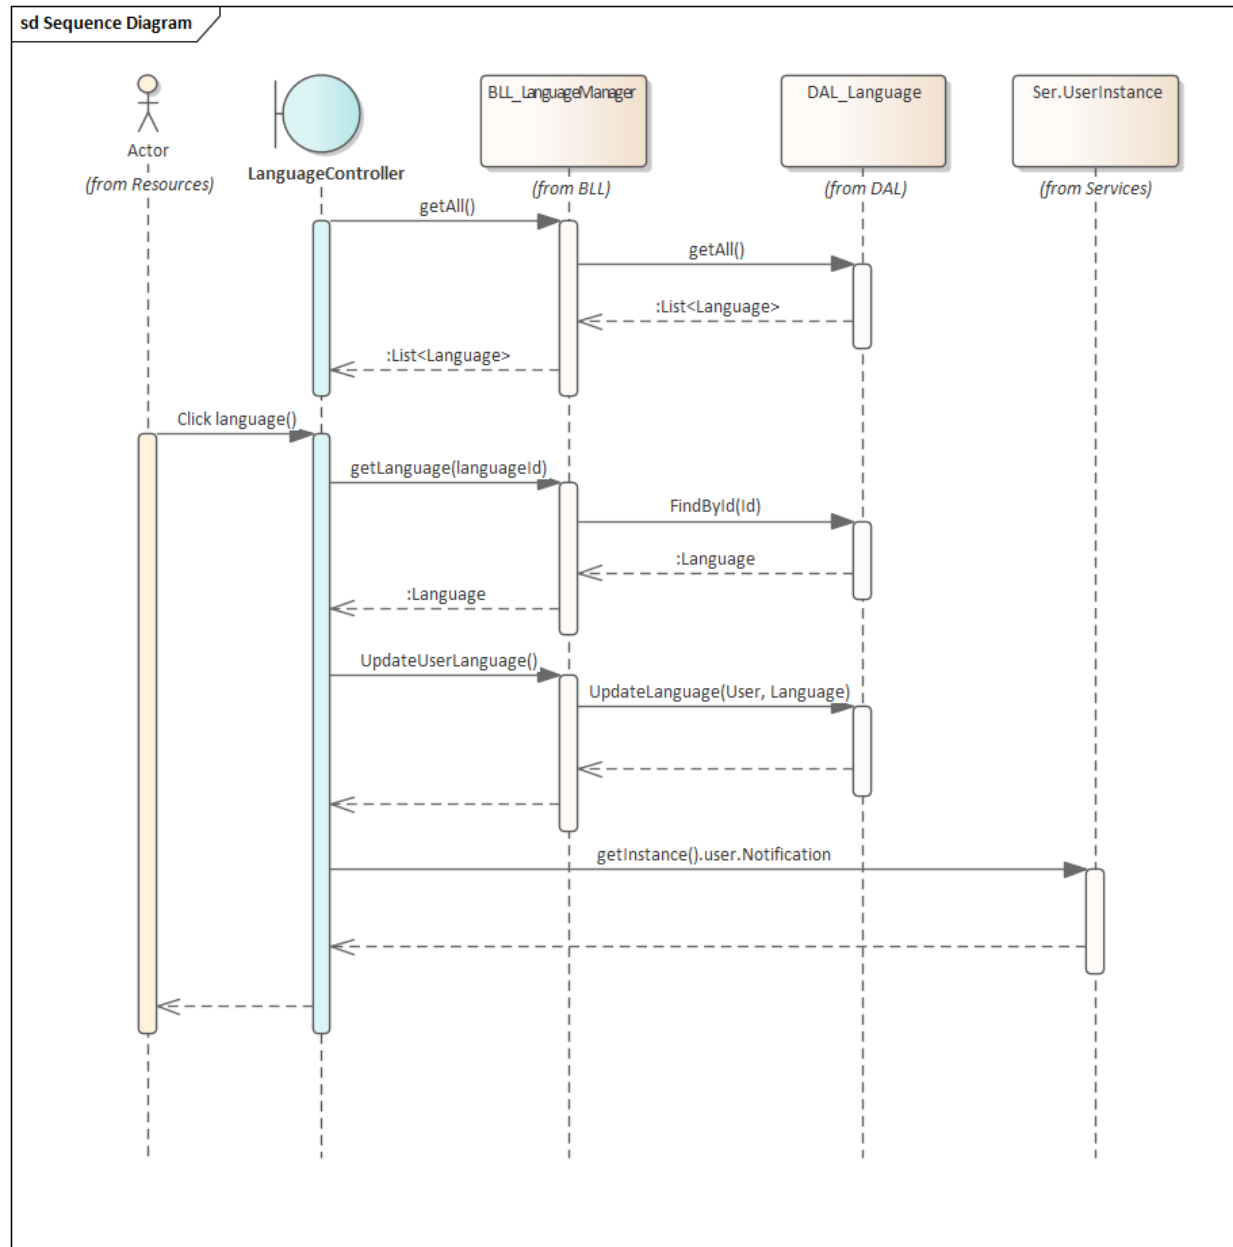 sd Sequence Diagram
Actor
(from Resources)
LanguageController
BLL_LanguageManager
(from BLL)
DAL_Language
(from DAL)
Ser.UserInstance
(from Services)
getAll()
getAll()
:List<Language>
:List<Language>
Click language()
getLanguage(languageId)
FindById(Id)
:Language
:Language
UpdateUserLanguage()
UpdateLanguage(User, Language)
getInstance().user.Notification